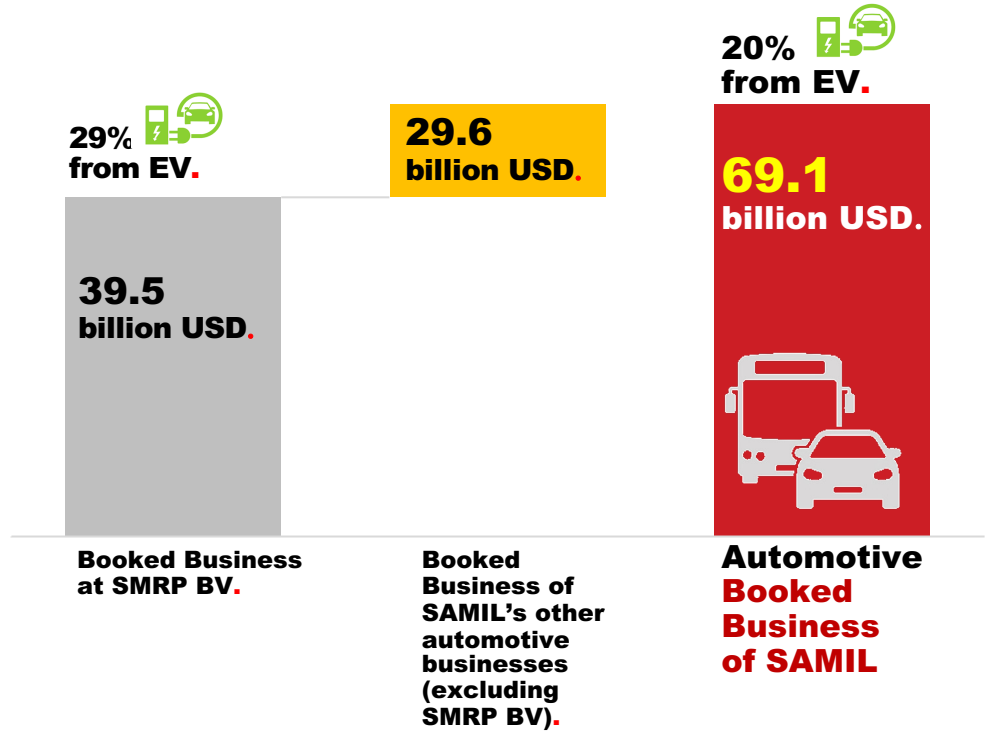 29%
from EV.
39.5
billion USD.
Booked Business
at SMRP BV.
29.6
billion USD.
Booked
Business of
SAMIL’s other
automotive
businesses
(excluding
SMRP BV).
20%
from EV.
69.1
billion USD.
Automotive
Booked
Business
of SAMIL